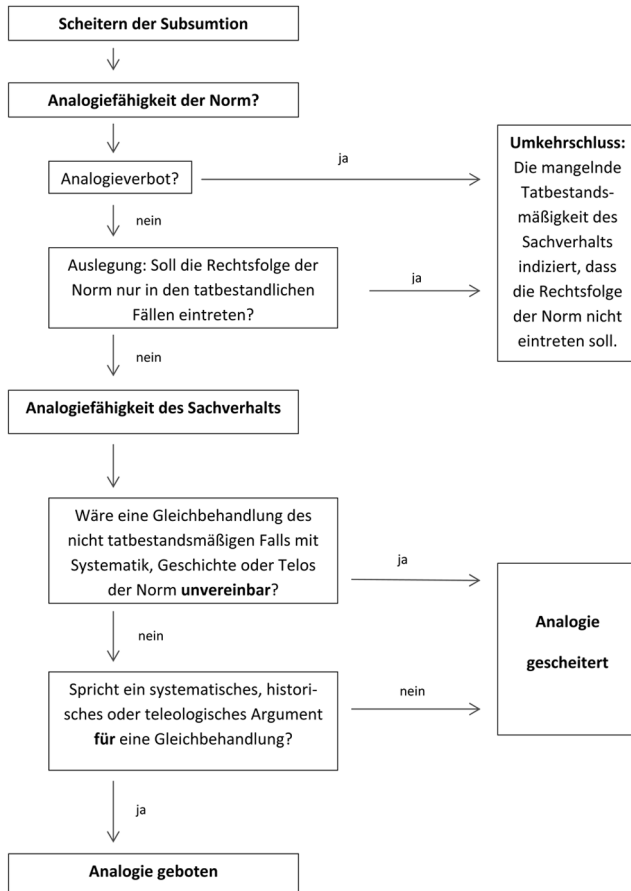 Scheitern der Subsumtion
Analogiefähigkeit der Norm?
Analogieverbot?
ja
Umkehrschluss:
Die mangelnde
Tatbestands-
mäßigkeit des
Sachverhalts
indiziert, dass
die Rechtsfolge
der Norm nicht
eintreten soll.
nein
Auslegung: Soll die Rechtsfolge der
Norm nur in den tatbestandlichen
Fällen eintreten?
ja
nein
Analogiefähigkeit des Sachverhalts
Wäre eine Gleichbehandlung des
nicht tatbestandsmäßigen Falls mit
Systematik, Geschichte oder Telos
der Norm unvereinbar?
ja
Analogie
gescheitert
nein
Spricht ein systematisches, histori-
sches oder teleologisches Argument
für eine Gleichbehandlung?
nein
ja
Analogie geboten